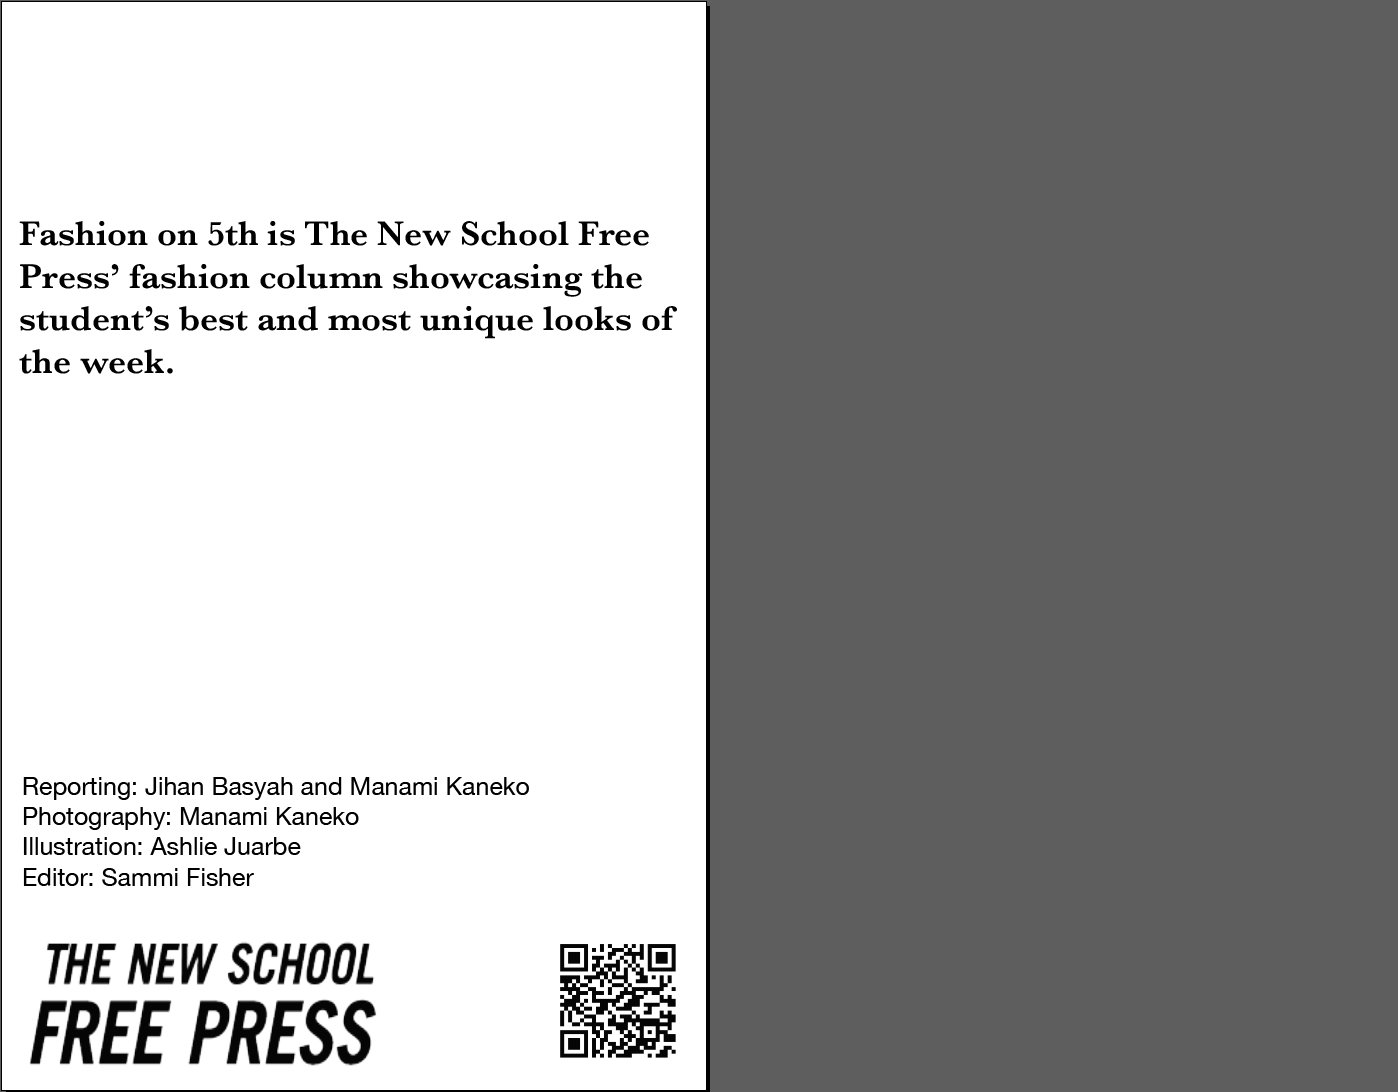 Fashion on 5th is The New School Free
Press’ fashion column showcasing the
student’s best and most unique looks of
the week.
Reporting: Jihan Basyah and Manami Kaneko
Photography: Manami Kaneko
Illustration: Ashlie Juarbe
Editor: Sammi Fisher
THE NEW SCHOOL
FREE PRESS